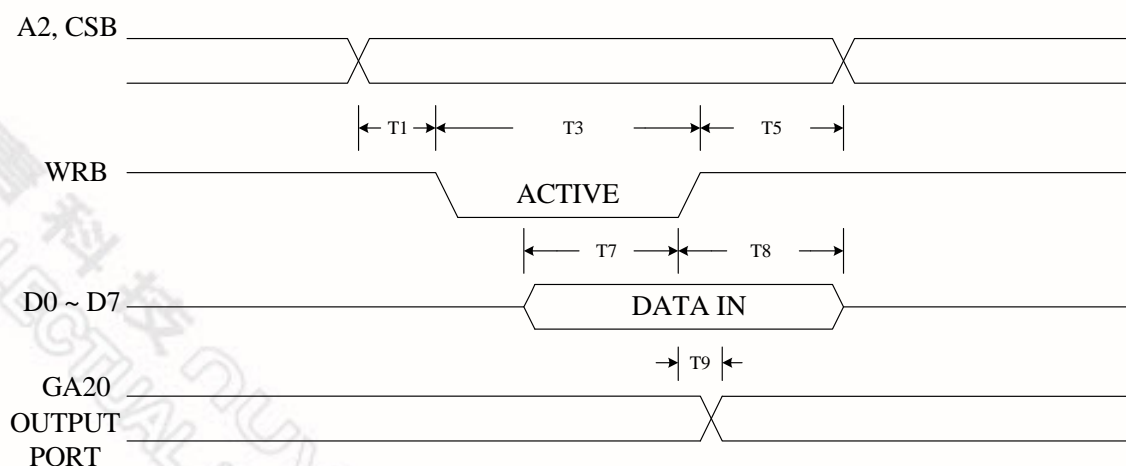 A2, CSB
T1 T3 T5
WRB
ACTIVE
T7 T8
D0 ~ D7 DATA IN
T9
GA20
OUTPUT
PORT